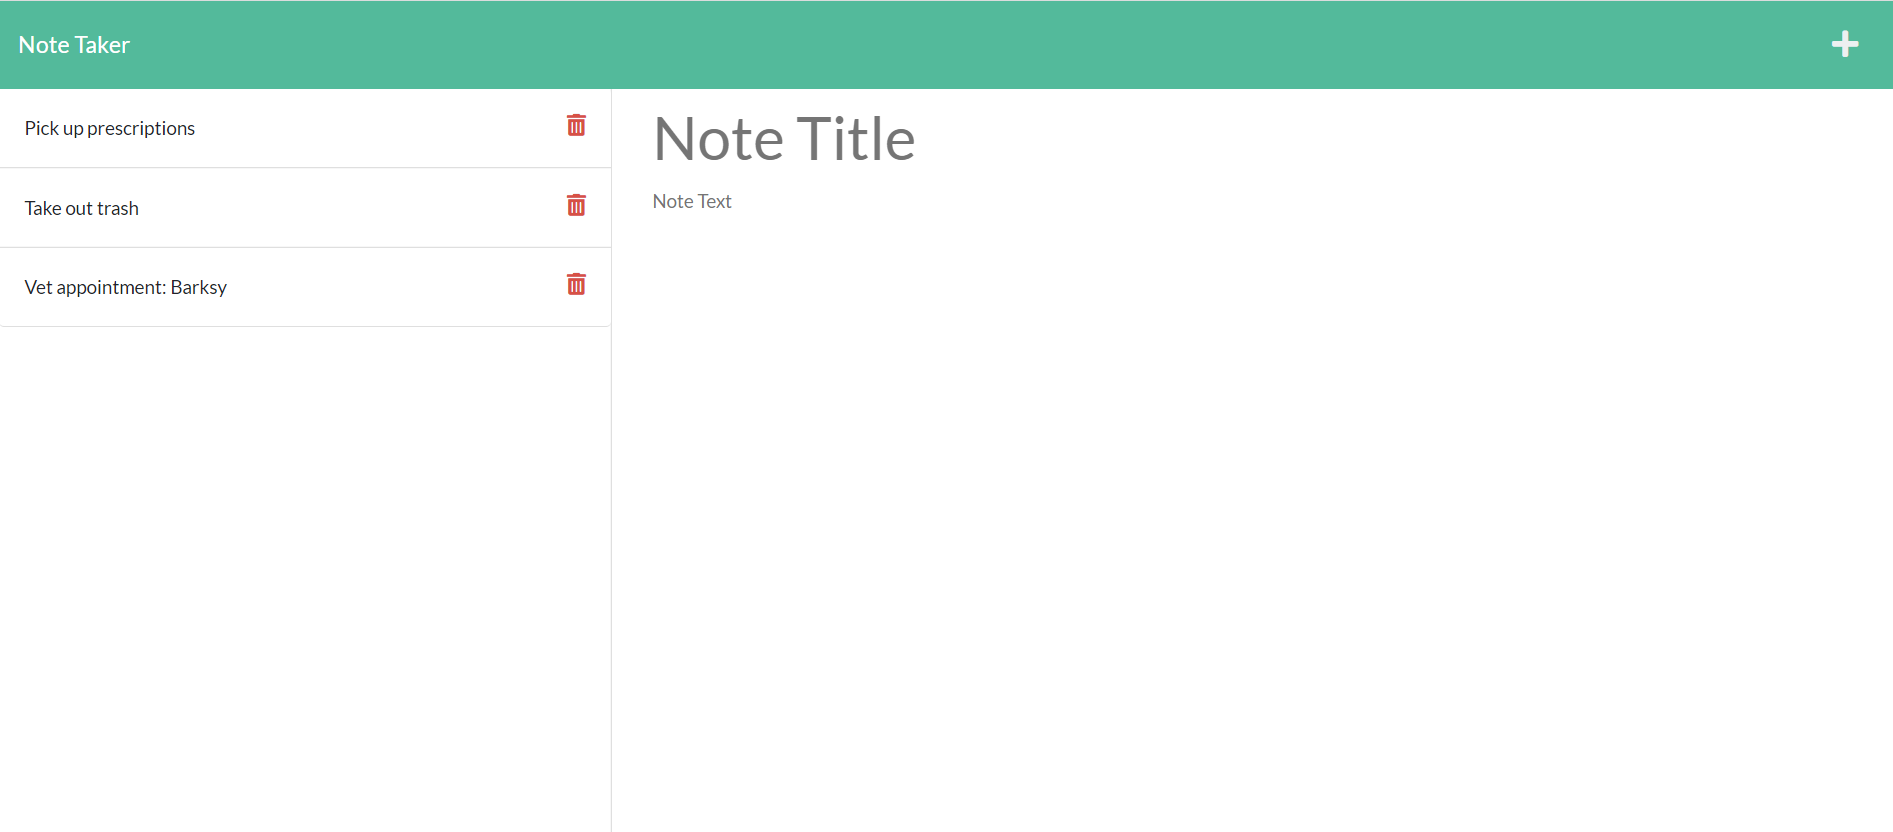 Note Taker
Pick up prescriptions
Take out trash
Vet appointment: Barksy
Note Title
Note Text